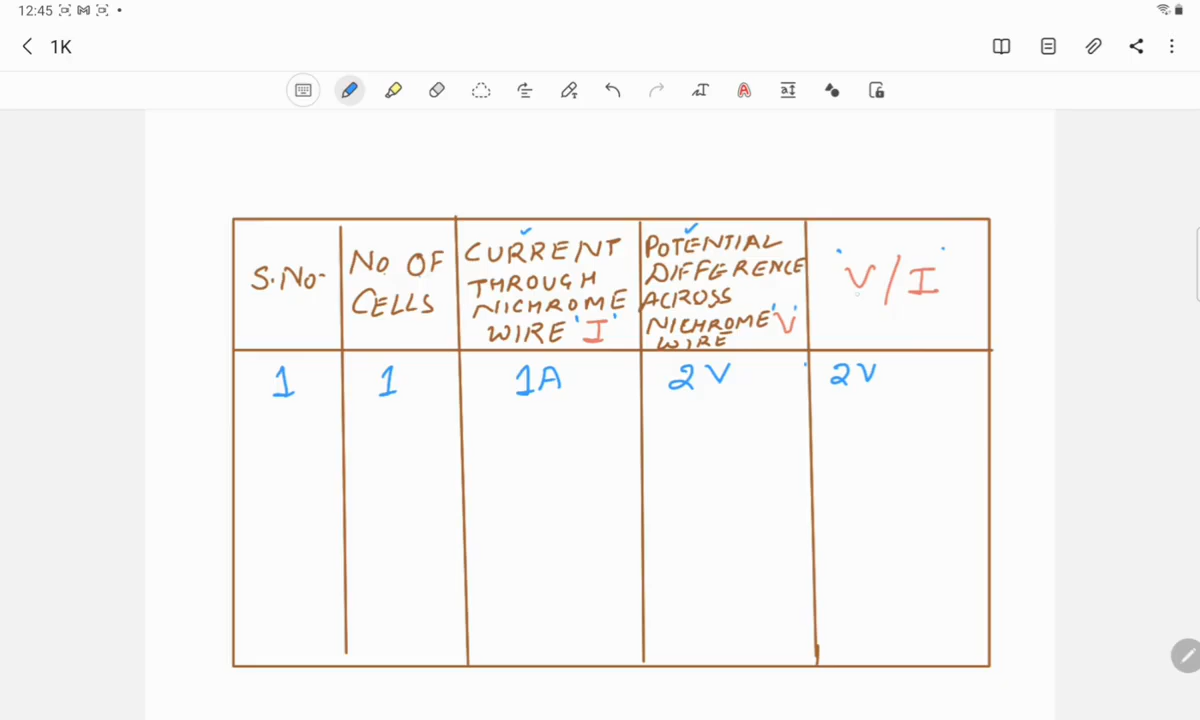 12:45
1K
S.No-
No OF
CELLS
CURRENT
THROUGH
NICHROME
WIRE 'I'
POTENTIAL
DIFFERENCE
ACROSS
NICHROME 'V'
WIRE
'V/I'
1
1
1A
2V
2V